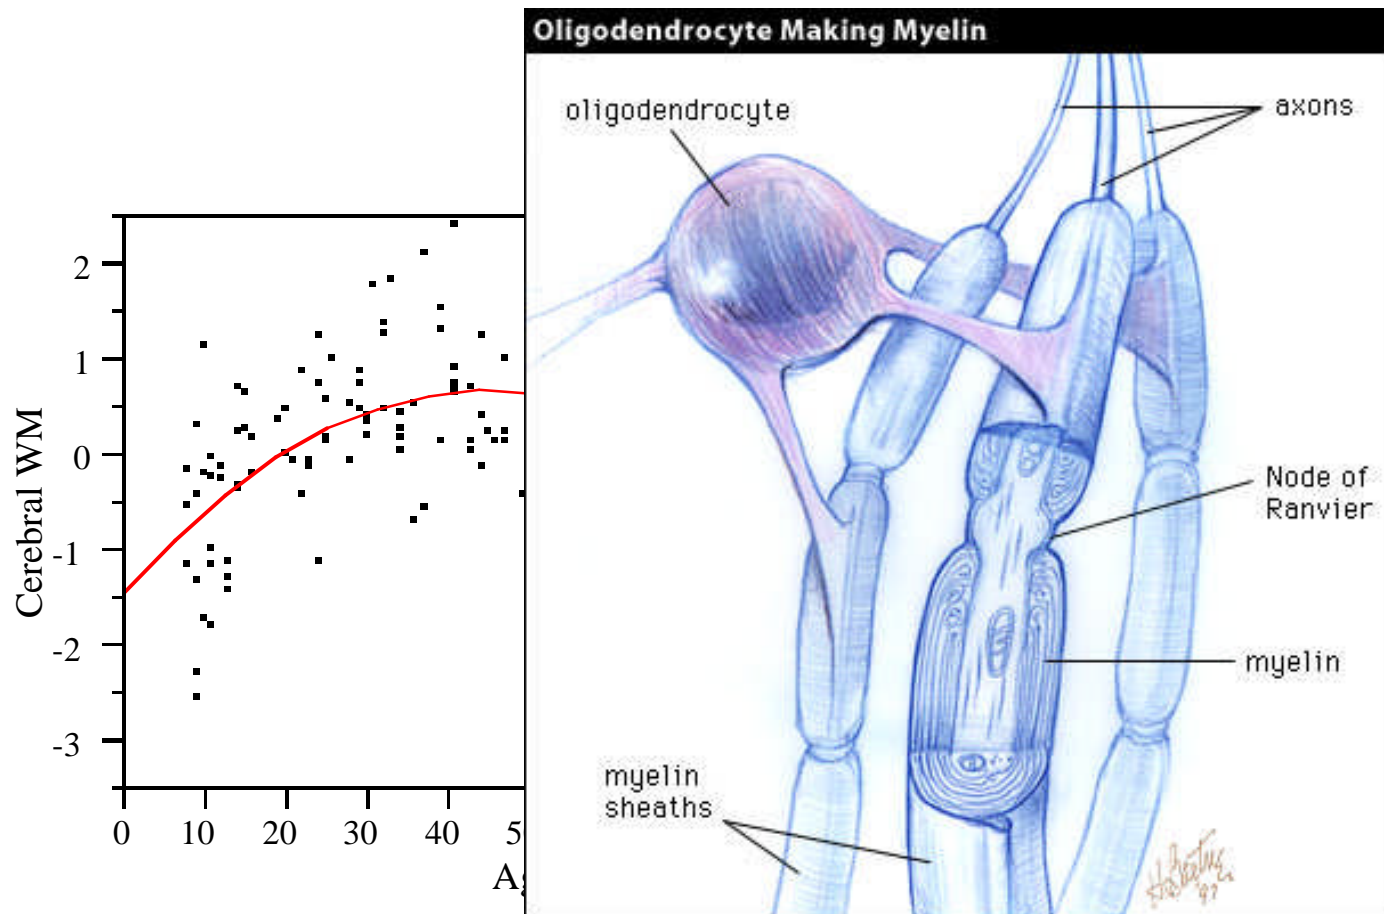 Oligodendrocyte Making Myelin
oligodendrocyte
axons
Node of
Ranvier
myelin
myelin
sheaths
Cerebral WM
2
1
0
-1
-2
-3
0 10 20 30 40 5
A